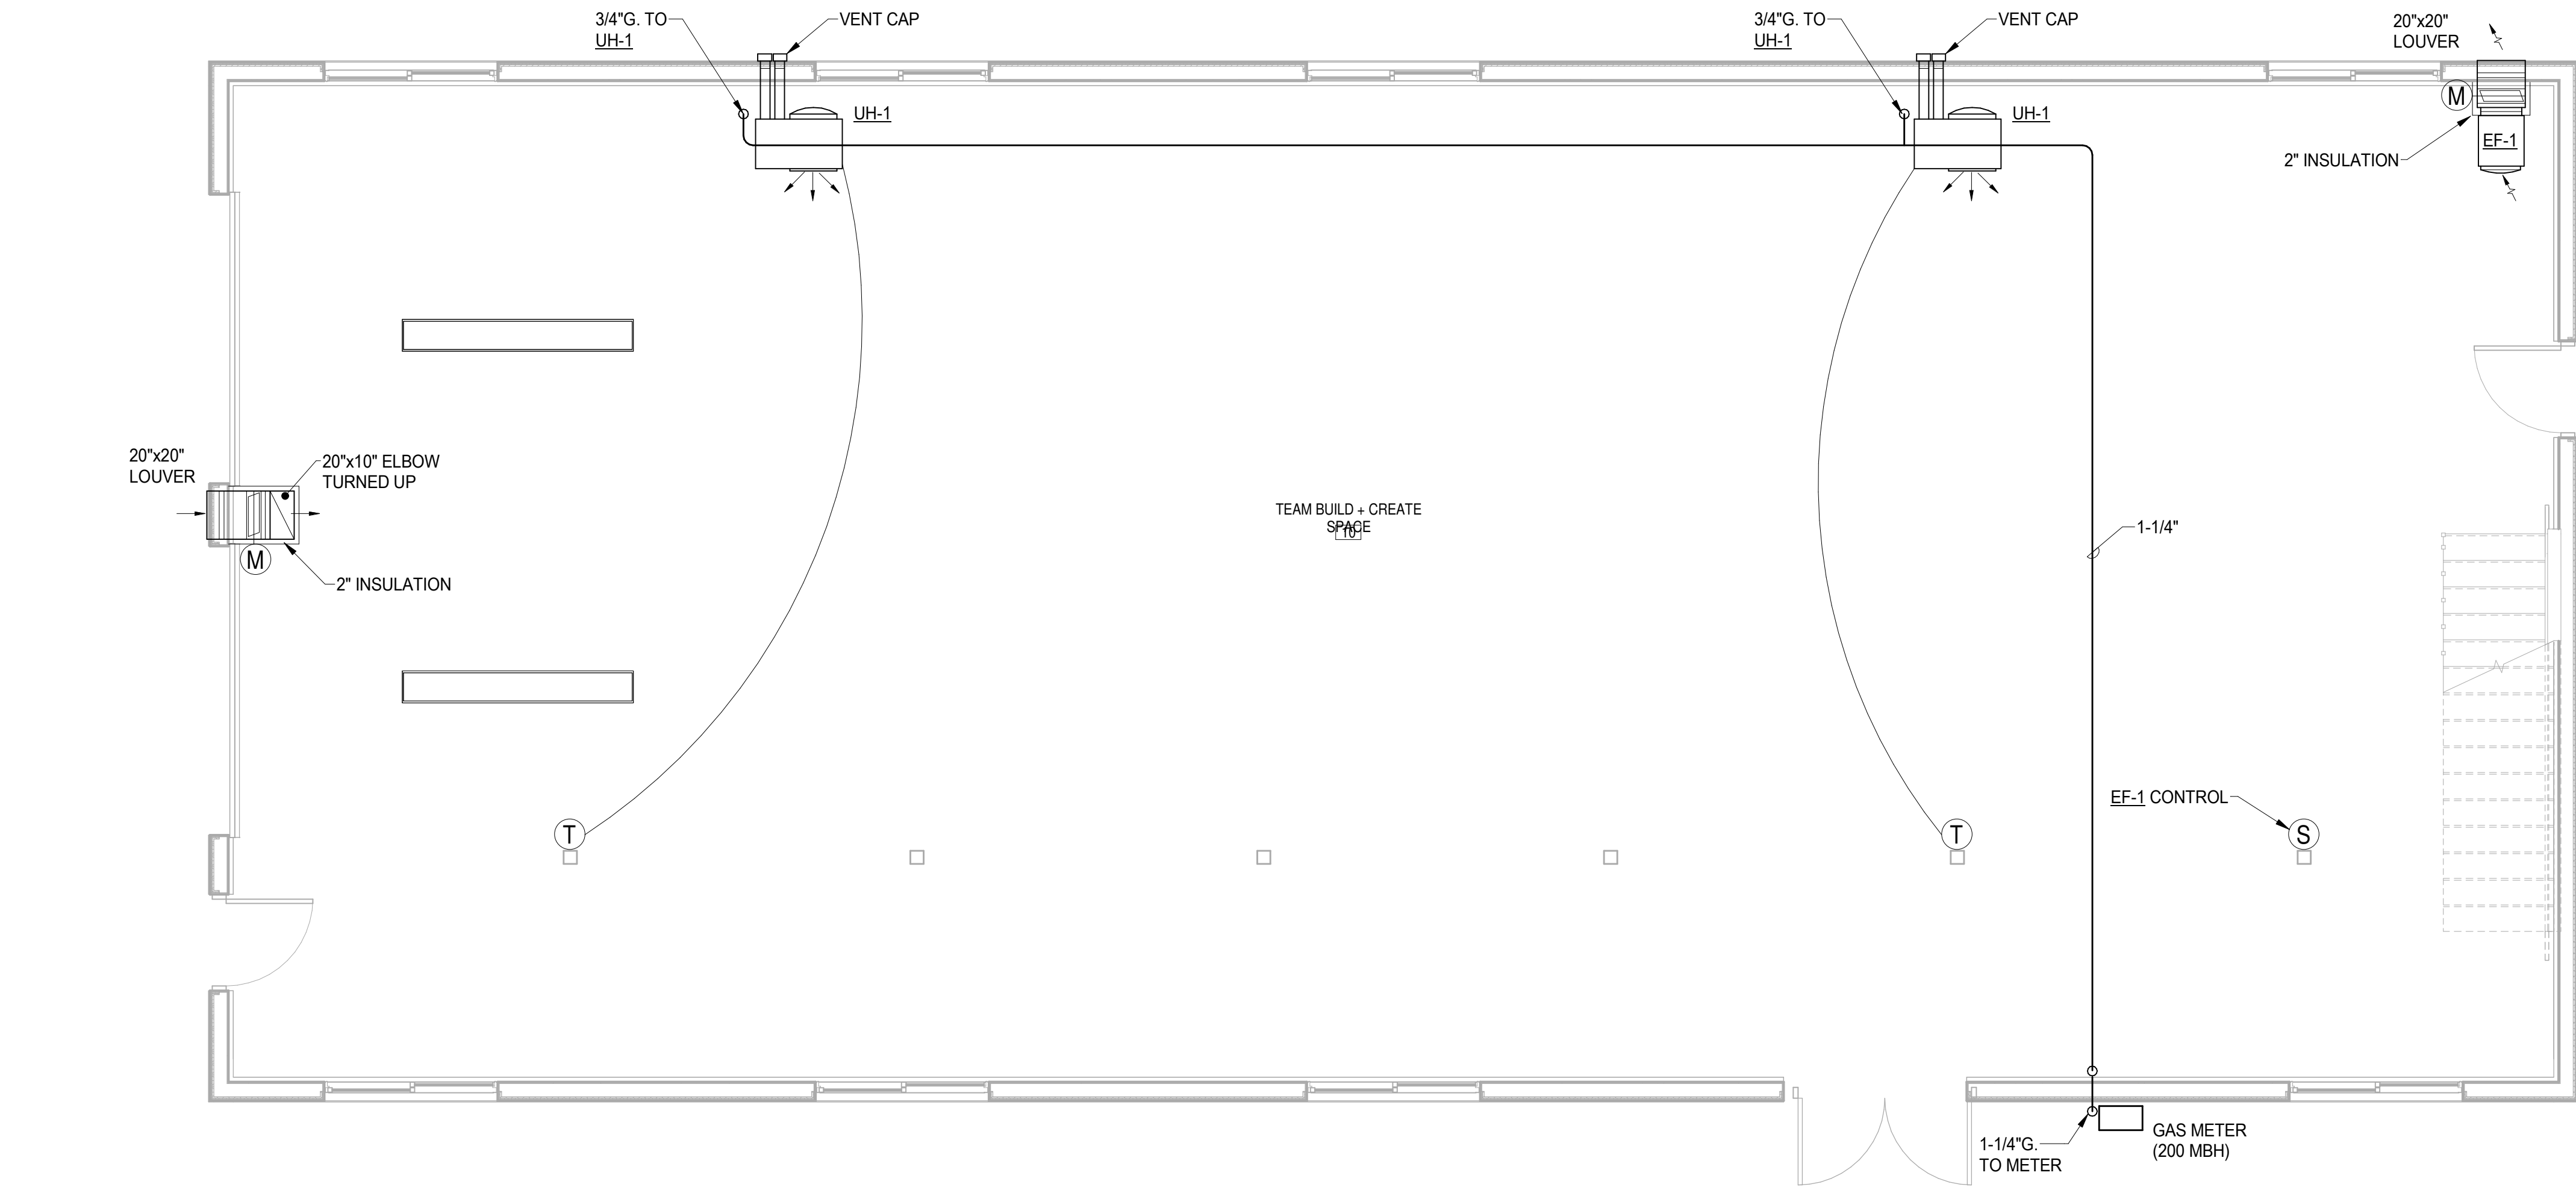 3/4"G. TO
UH-1
VENT CAP
3/4"G. TO
UH-1
VENT CAP
20"x20"
LOUVER
UH-1
UH-1
M
EF-1
2" INSULATION
20"x20"
LOUVER
20"x10" ELBOW
TURNED UP
M
2" INSULATION
TEAM BUILD + CREATE
SPACE
10
1-1/4"
EF-1 CONTROL
T
T
S
1-1/4"G.
TO METER
GAS METER
(200 MBH)